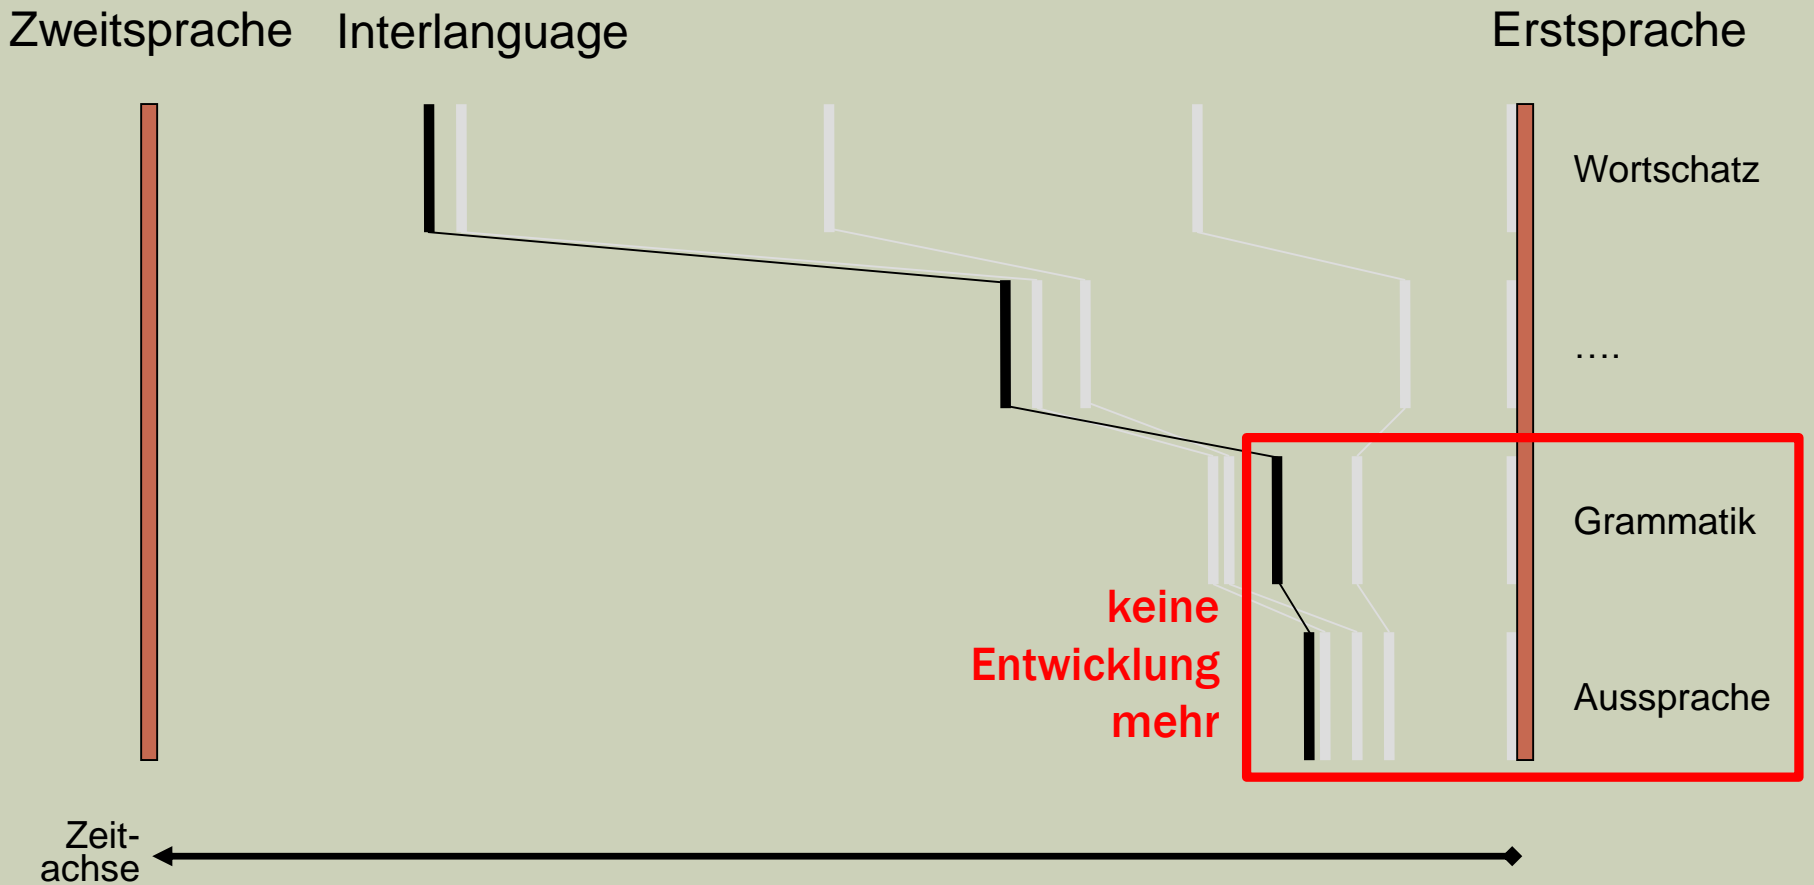 Zweitsprache
Interlanguage
Erstsprache
Wortschatz
....
Grammatik
keine
Entwicklung
mehr
Aussprache
Zeit-
achse